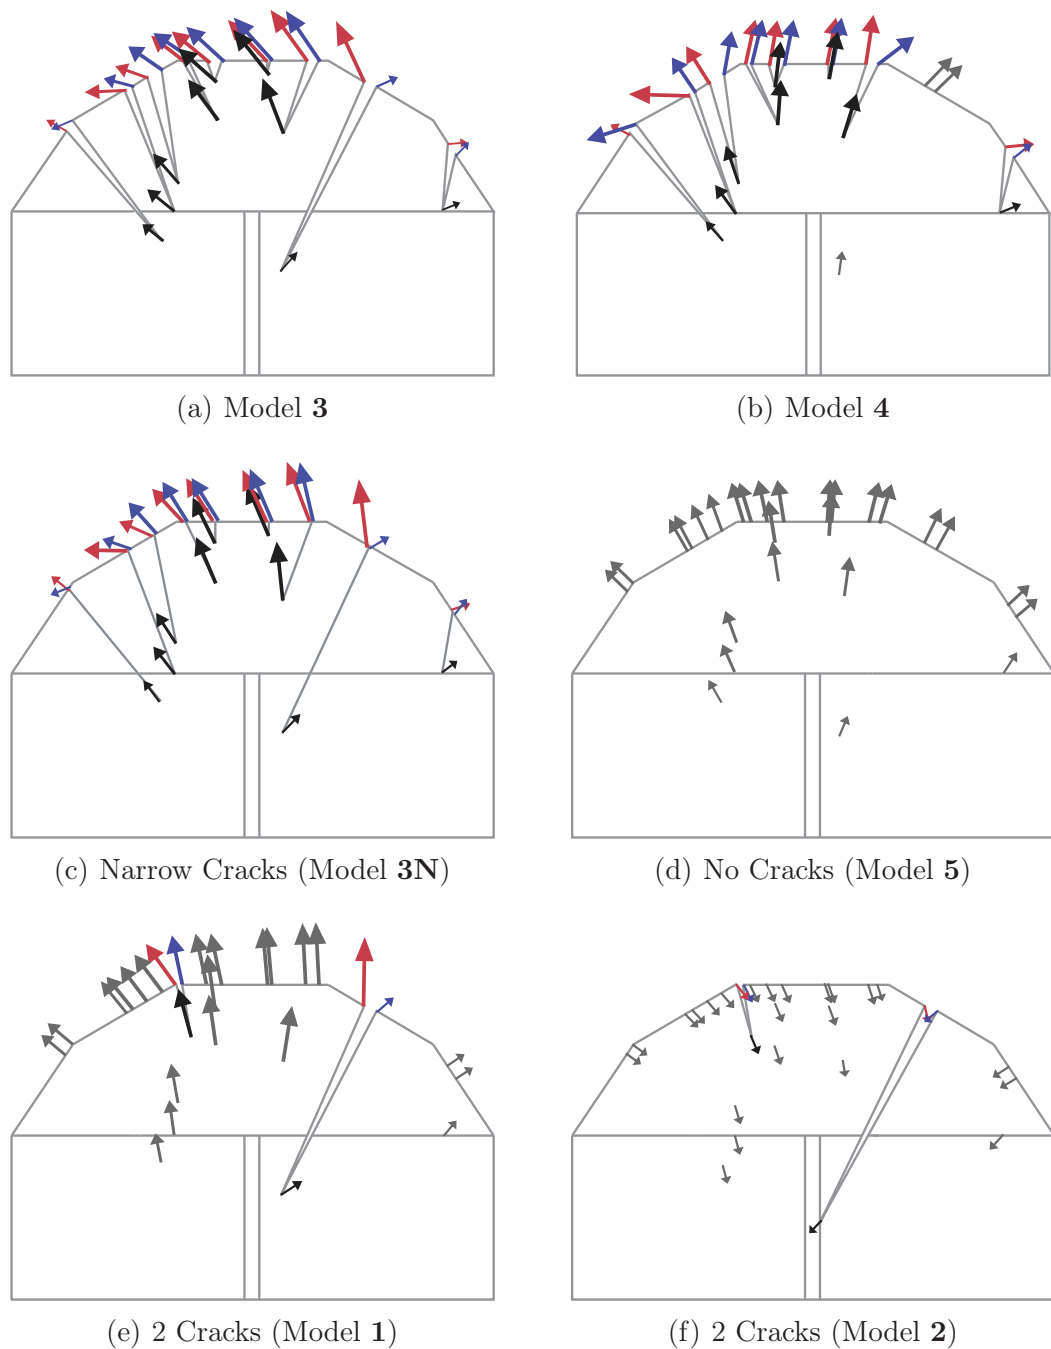 (a) Model 3
(b) Model 4
(c) Narrow Cracks (Model 3N)
(d) No Cracks (Model 5)
(e) 2 Cracks (Model 1)
(f) 2 Cracks (Model 2)